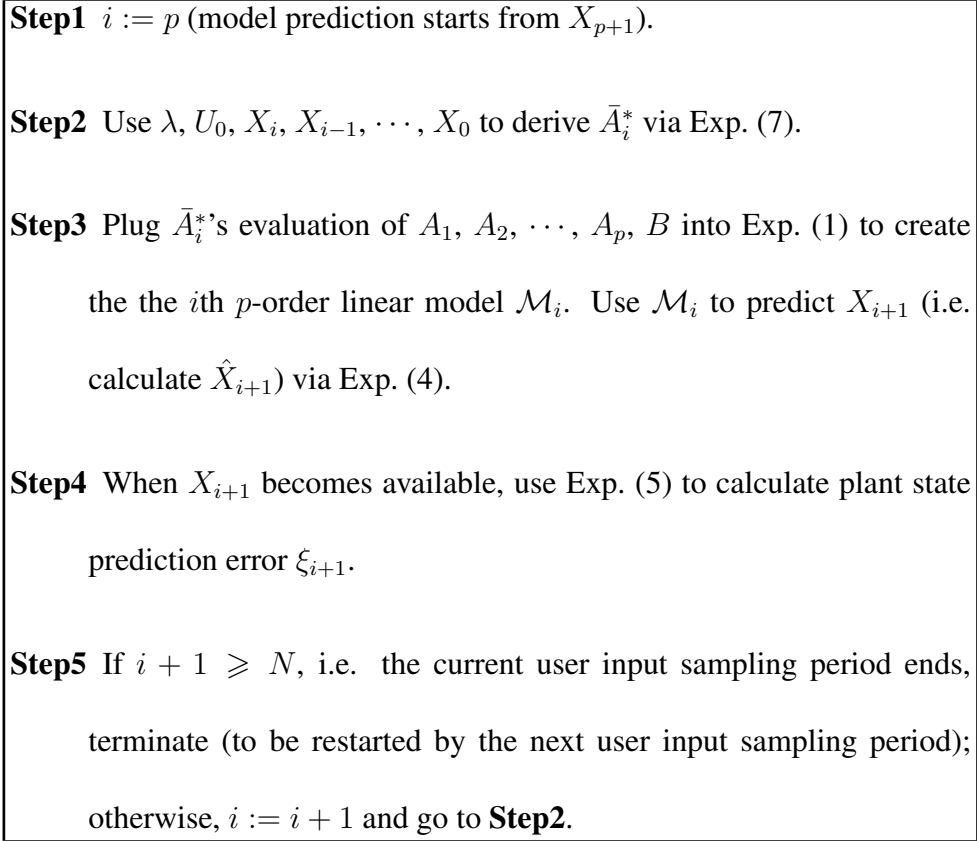 Step1 i := p (model prediction starts from X_{p+1}).
Step2 Use λ, U_0, X_i, X_{i−1}, ⋯, X_0 to derive Ā_i^* via Exp. (7).
Step3 Plug Ā_i^*'s evaluation of A_1, A_2, ⋯, A_p, B into Exp. (1) to create
the the ith p-order linear model ℳ_i. Use ℳ_i to predict X_{i+1} (i.e.
calculate X̂_{i+1}) via Exp. (4).
Step4 When X_{i+1} becomes available, use Exp. (5) to calculate plant state
prediction error ξ_{i+1}.
Step5 If i + 1 ⩾ N, i.e. the current user input sampling period ends,
terminate (to be restarted by the next user input sampling period);
otherwise, i := i + 1 and go to Step2.